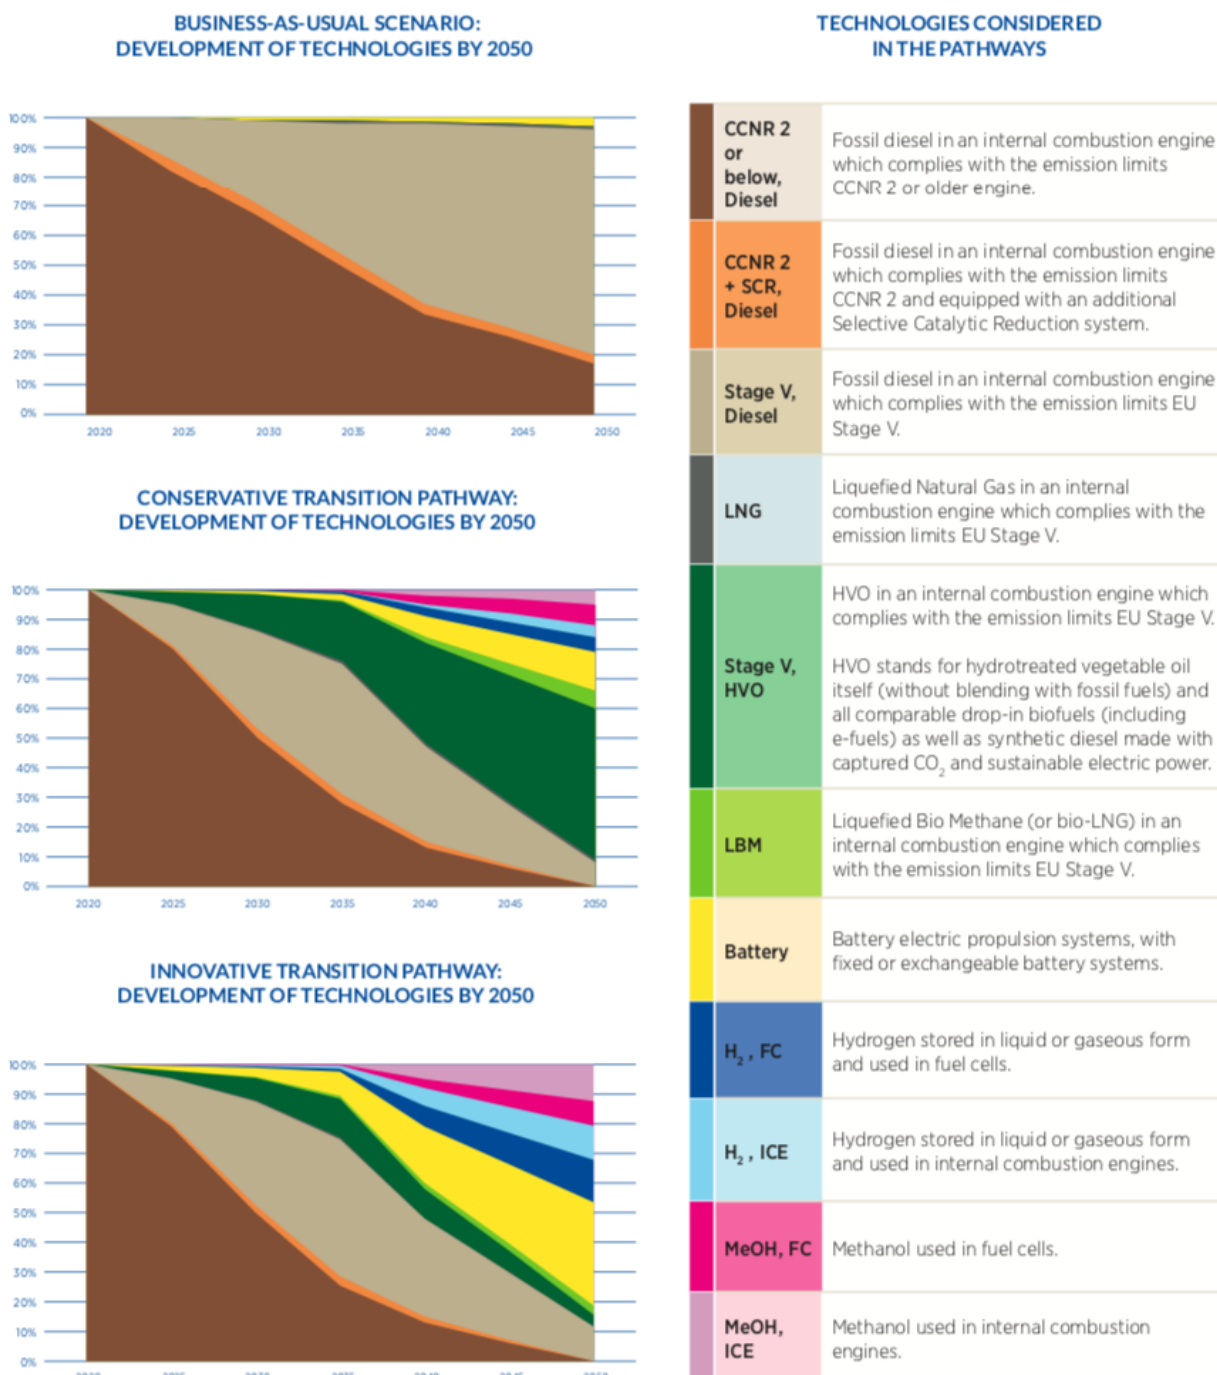 BUSINESS-AS-USUAL SCENARIO:
DEVELOPMENT OF TECHNOLOGIES BY 2050
100%
90%
80%
70%
60%
50%
40%
30%
20%
10%
0%
2020 2025 2030 2035 2040 2045 2050
CONSERVATIVE TRANSITION PATHWAY:
DEVELOPMENT OF TECHNOLOGIES BY 2050
100%
90%
80%
70%
60%
50%
40%
30%
20%
10%
0%
2020 2025 2030 2035 2040 2045 2050
INNOVATIVE TRANSITION PATHWAY:
DEVELOPMENT OF TECHNOLOGIES BY 2050
100%
90%
80%
70%
60%
50%
40%
30%
20%
10%
0%
2020 2025 2030 2035 2040 2045 2050
TECHNOLOGIES CONSIDERED
IN THE PATHWAYS
CCNR 2
or
below,
Diesel
Fossil diesel in an internal combustion engine
which complies with the emission limits
CCNR 2 or older engine.
CCNR 2
+ SCR,
Diesel
Fossil diesel in an internal combustion engine
which complies with the emission limits
CCNR 2 and equipped with an additional
Selective Catalytic Reduction system.
Stage V,
Diesel
Fossil diesel in an internal combustion engine
which complies with the emission limits EU
Stage V.
LNG
Liquefied Natural Gas in an internal
combustion engine which complies with the
emission limits EU Stage V.
Stage V,
HVO
HVO in an internal combustion engine which
complies with the emission limits EU Stage V.
HVO stands for hydrotreated vegetable oil
itself (without blending with fossil fuels) and
all comparable drop-in biofuels (including
e-fuels) as well as synthetic diesel made with
captured CO₂ and sustainable electric power.
LBM
Liquefied Bio Methane (or bio-LNG) in an
internal combustion engine which complies
with the emission limits EU Stage V.
Battery
Battery electric propulsion systems, with
fixed or exchangeable battery systems.
H₂ , FC
Hydrogen stored in liquid or gaseous form
and used in fuel cells.
H₂ , ICE
Hydrogen stored in liquid or gaseous form
and used in internal combustion engines.
MeOH, FC
Methanol used in fuel cells.
MeOH,
ICE
Methanol used in internal combustion
engines.